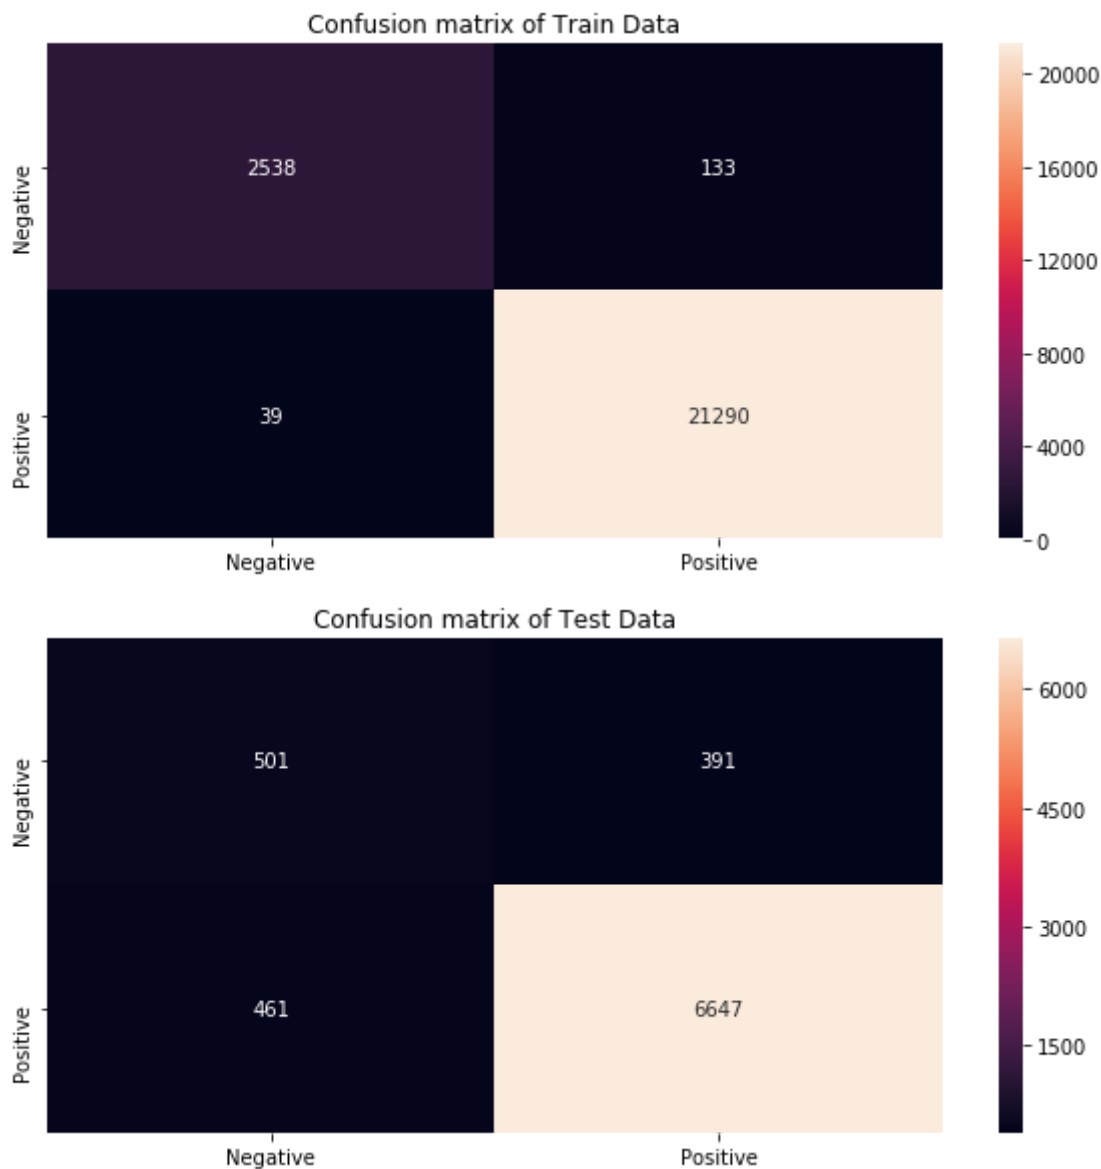 Confusion matrix of Train Data
Negative
2538
133
Positive
39
21290
Negative
Positive
20000
16000
12000
8000
4000
0
Confusion matrix of Test Data
Negative
501
391
Positive
461
6647
Negative
Positive
6000
4500
3000
1500